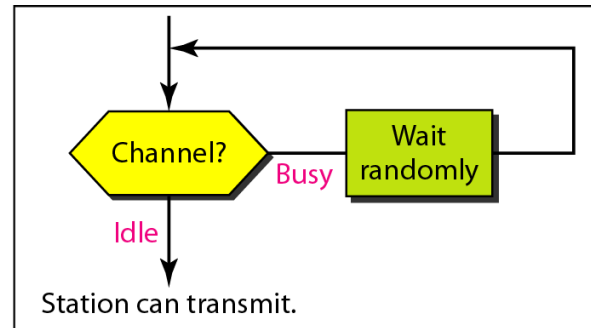 Channel?
Busy
Wait
randomly
Idle
Station can transmit.